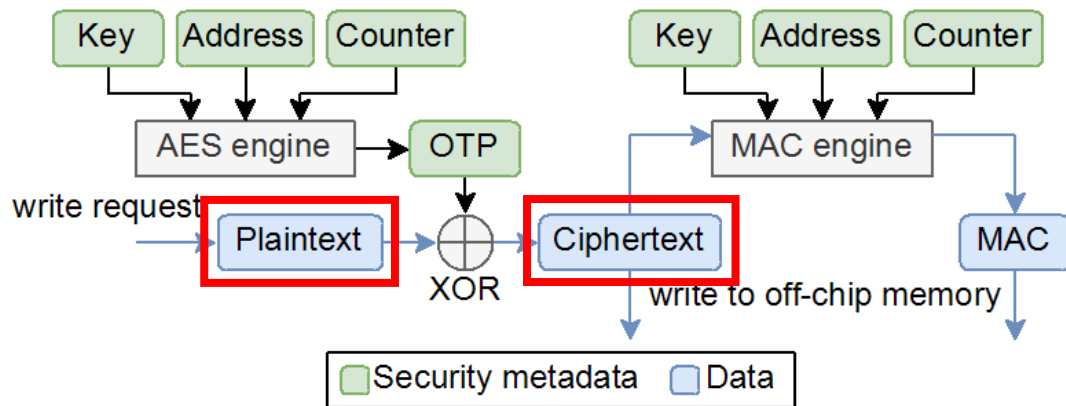 Key Address Counter Key Address Counter
AES engine OTP MAC engine
write request
Plaintext Ciphertext MAC
XOR
write to off-chip memory
Security metadata Data